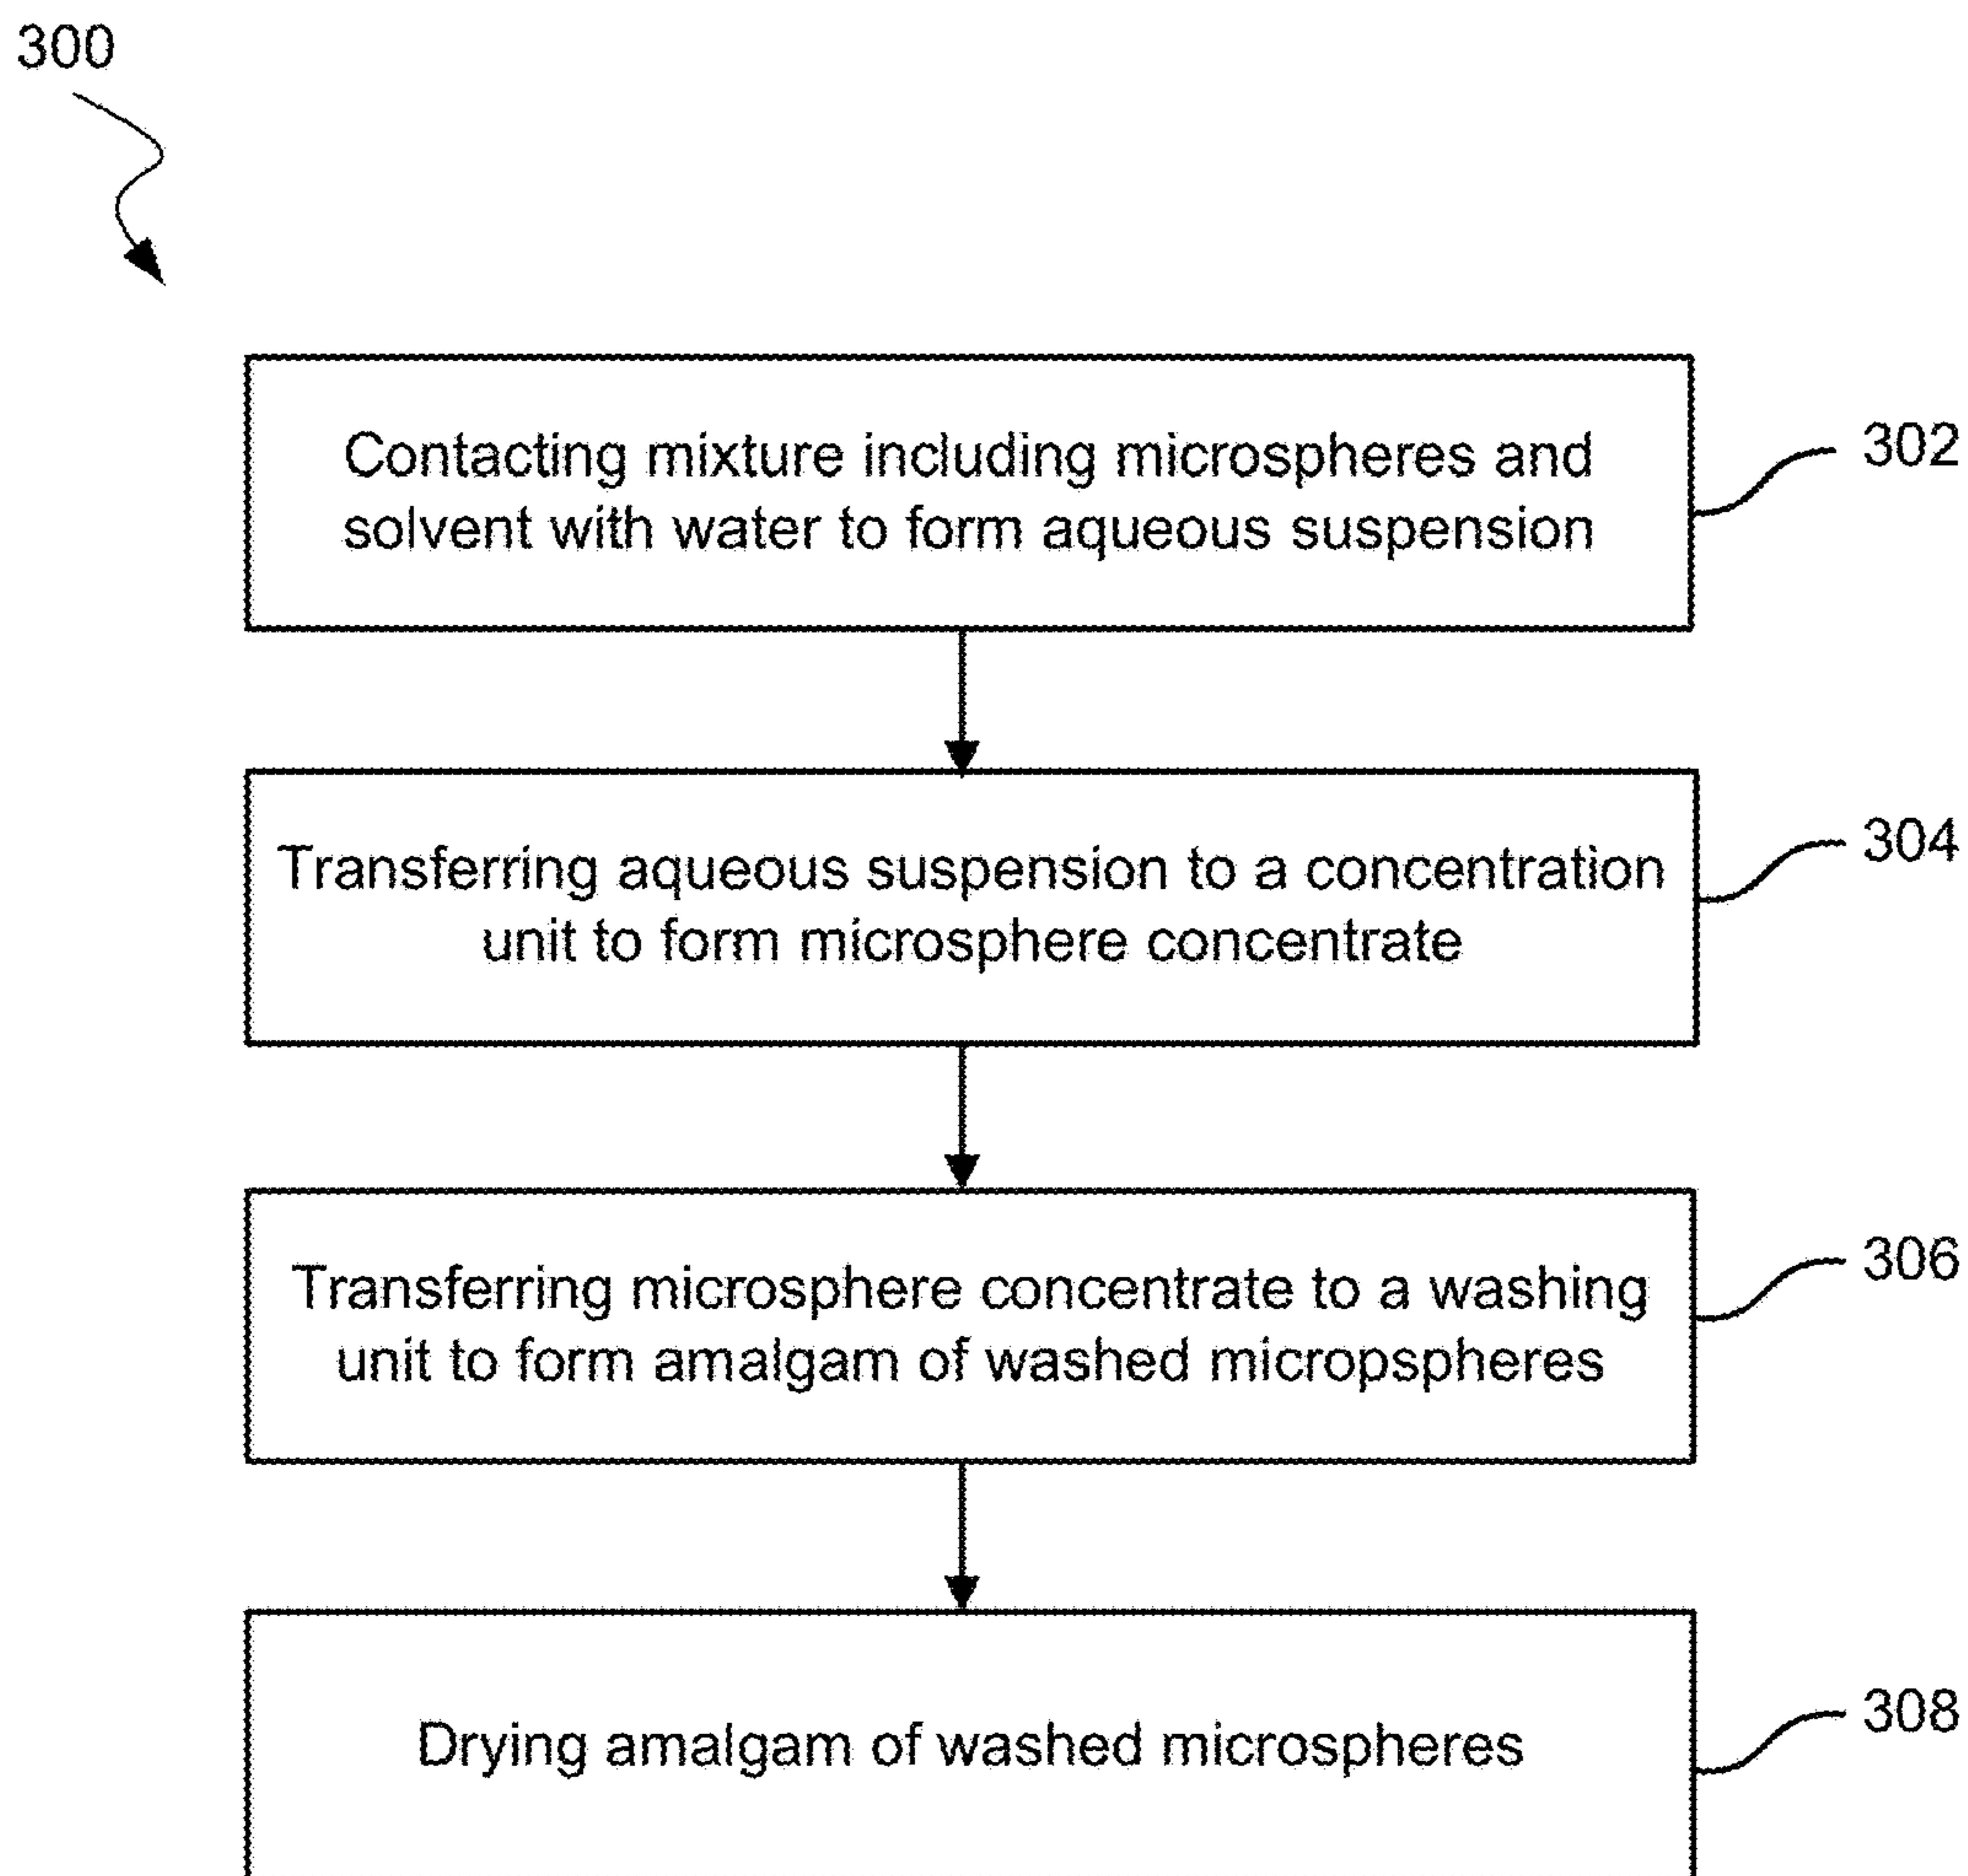 300
Contacting mixture including microspheres and
solvent with water to form aqueous suspension
302
Transferring aqueous suspension to a concentration
unit to form microsphere concentrate
304
Transferring microsphere concentrate to a washing
unit to form amalgam of washed micropspheres
306
Drying amalgam of washed microspheres
308